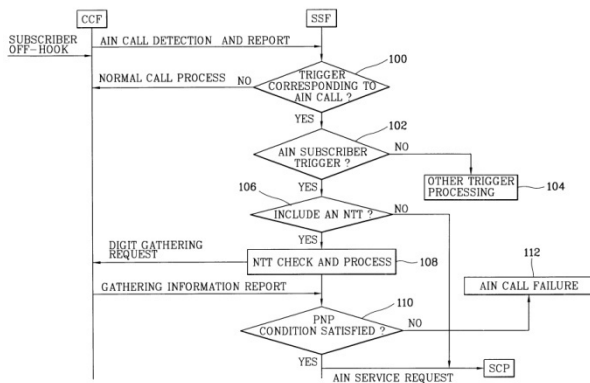 CCF
SSF
SUBSCRIBER
OFF-HOOK
AIN CALL DETECTION AND REPORT
100
NORMAL CALL PROCESS
NO
TRIGGER
CORRESPONDING TO
AIN CALL ?
YES
102
AIN SUBSCRIBER
TRIGGER ?
NO
YES
OTHER TRIGGER
PROCESSING
104
106
INCLUDE AN NTT ?
NO
YES
DIGIT GATHERING
REQUEST
NTT CHECK AND PROCESS
108
112
AIN CALL FAILURE
GATHERING INFORMATION REPORT
110
PNP
CONDITION SATISFIED ?
NO
YES
SCP
AIN SERVICE REQUEST